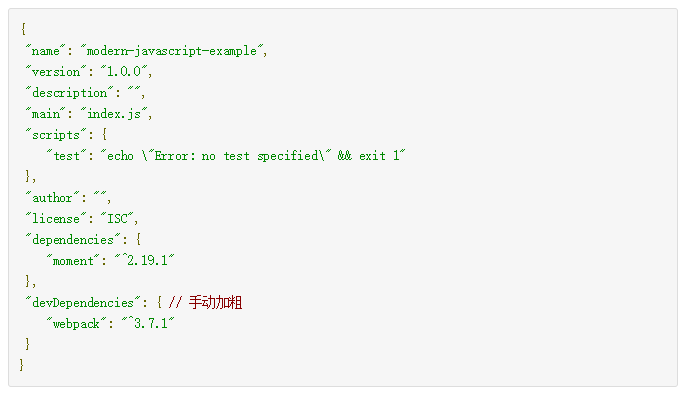 {
"name": "modern-javascript-example",
"version": "1.0.0",
"description": "",
"main": "index.js",
"scripts": {
"test": "echo \"Error: no test specified\" && exit 1"
},
"author": "",
"license": "ISC",
"dependencies": {
"moment": "^2.19.1"
},
"devDependencies": { // 手动加粗
"webpack": "^3.7.1"
}
}